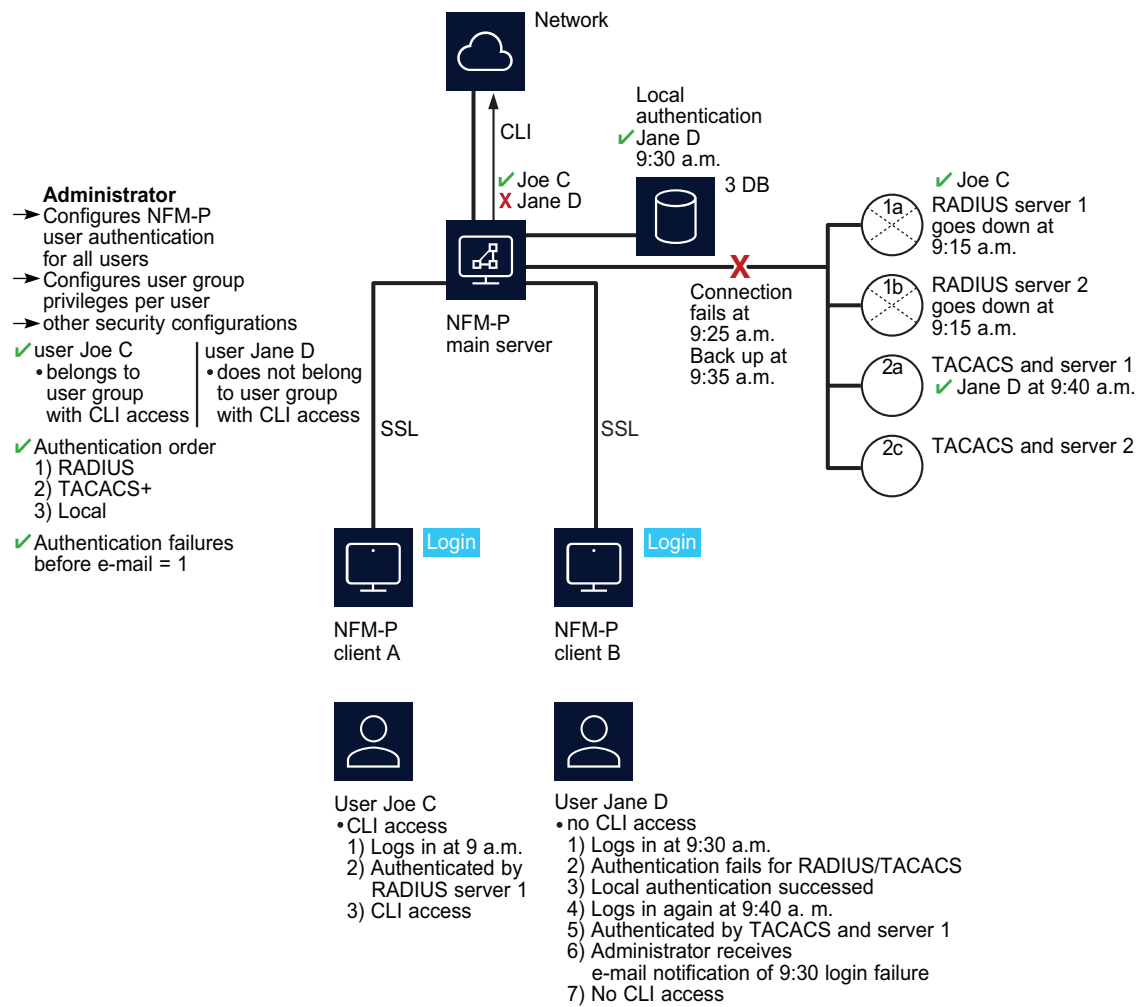 Network
CLI
✓ Joe C
X Jane D
Local
authentication
✓ Jane D
9:30 a.m.
3 DB
Administrator
→ Configures NFM-P
user authentication
for all users
→ Configures user group
privileges per user
→ other security configurations
✓ user Joe C
• belongs to
user group
with CLI access
user Jane D
• does not belong
to user group
with CLI access
✓ Authentication order
1) RADIUS
2) TACACS+
3) Local
✓ Authentication failures
before e-mail = 1
NFM-P
main server
X
Connection
fails at
9:25 a.m.
Back up at
9:35 a.m.
✓ Joe C
1a
RADIUS server 1
goes down at
9:15 a.m.
1b
RADIUS server 2
goes down at
9:15 a.m.
2a
TACACS and server 1
✓ Jane D at 9:40 a.m.
2c
TACACS and server 2
SSL
SSL
Login
Login
NFM-P
client A
NFM-P
client B
User Joe C
• CLI access
1) Logs in at 9 a.m.
2) Authenticated by
RADIUS server 1
3) CLI access
User Jane D
• no CLI access
1) Logs in at 9:30 a.m.
2) Authentication fails for RADIUS/TACACS
3) Local authentication successed
4) Logs in again at 9:40 a. m.
5) Authenticated by TACACS and server 1
6) Administrator receives
e-mail notification of 9:30 login failure
7) No CLI access